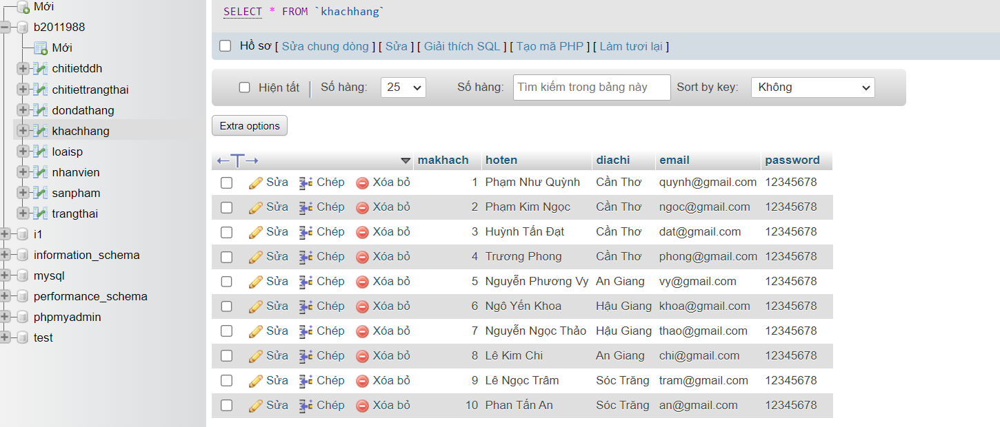 Mới
b2011988
Mới
chitietddh
chitiettrangthai
dondathang
khachhang
loaisp
nhanvien
sanpham
trangthai
i1
information_schema
mysql
performance_schema
phpmyadmin
test
SELECT * FROM `khachhang`
Hồ sơ [ Sửa chung dòng ] [ Sửa ] [ Giải thích SQL ] [ Tạo mã PHP ] [ Làm tươi lại ]
Hiện tất Số hàng: 25 Số hàng: Tìm kiếm trong bảng này Sort by key: Không
Extra options
←T→ makhach hoten diachi email password
Sửa Chép Xóa bỏ 1 Phạm Như Quỳnh Cần Thơ quynh@gmail.com 12345678
Sửa Chép Xóa bỏ 2 Phạm Kim Ngọc Cần Thơ ngoc@gmail.com 12345678
Sửa Chép Xóa bỏ 3 Huỳnh Tấn Đạt Cần Thơ dat@gmail.com 12345678
Sửa Chép Xóa bỏ 4 Trương Phong Cần Thơ phong@gmail.com 12345678
Sửa Chép Xóa bỏ 5 Nguyễn Phương Vy An Giang vy@gmail.com 12345678
Sửa Chép Xóa bỏ 6 Ngô Yến Khoa Hậu Giang khoa@gmail.com 12345678
Sửa Chép Xóa bỏ 7 Nguyễn Ngọc Thảo Hậu Giang thao@gmail.com 12345678
Sửa Chép Xóa bỏ 8 Lê Kim Chi An Giang chi@gmail.com 12345678
Sửa Chép Xóa bỏ 9 Lê Ngọc Trâm Sóc Trăng tram@gmail.com 12345678
Sửa Chép Xóa bỏ 10 Phan Tấn An Sóc Trăng an@gmail.com 12345678